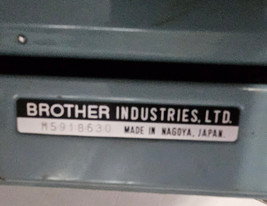 BROTHER INDUSTRIES, LTD.
M5918630 MADE IN NAGOYA, JAPAN.